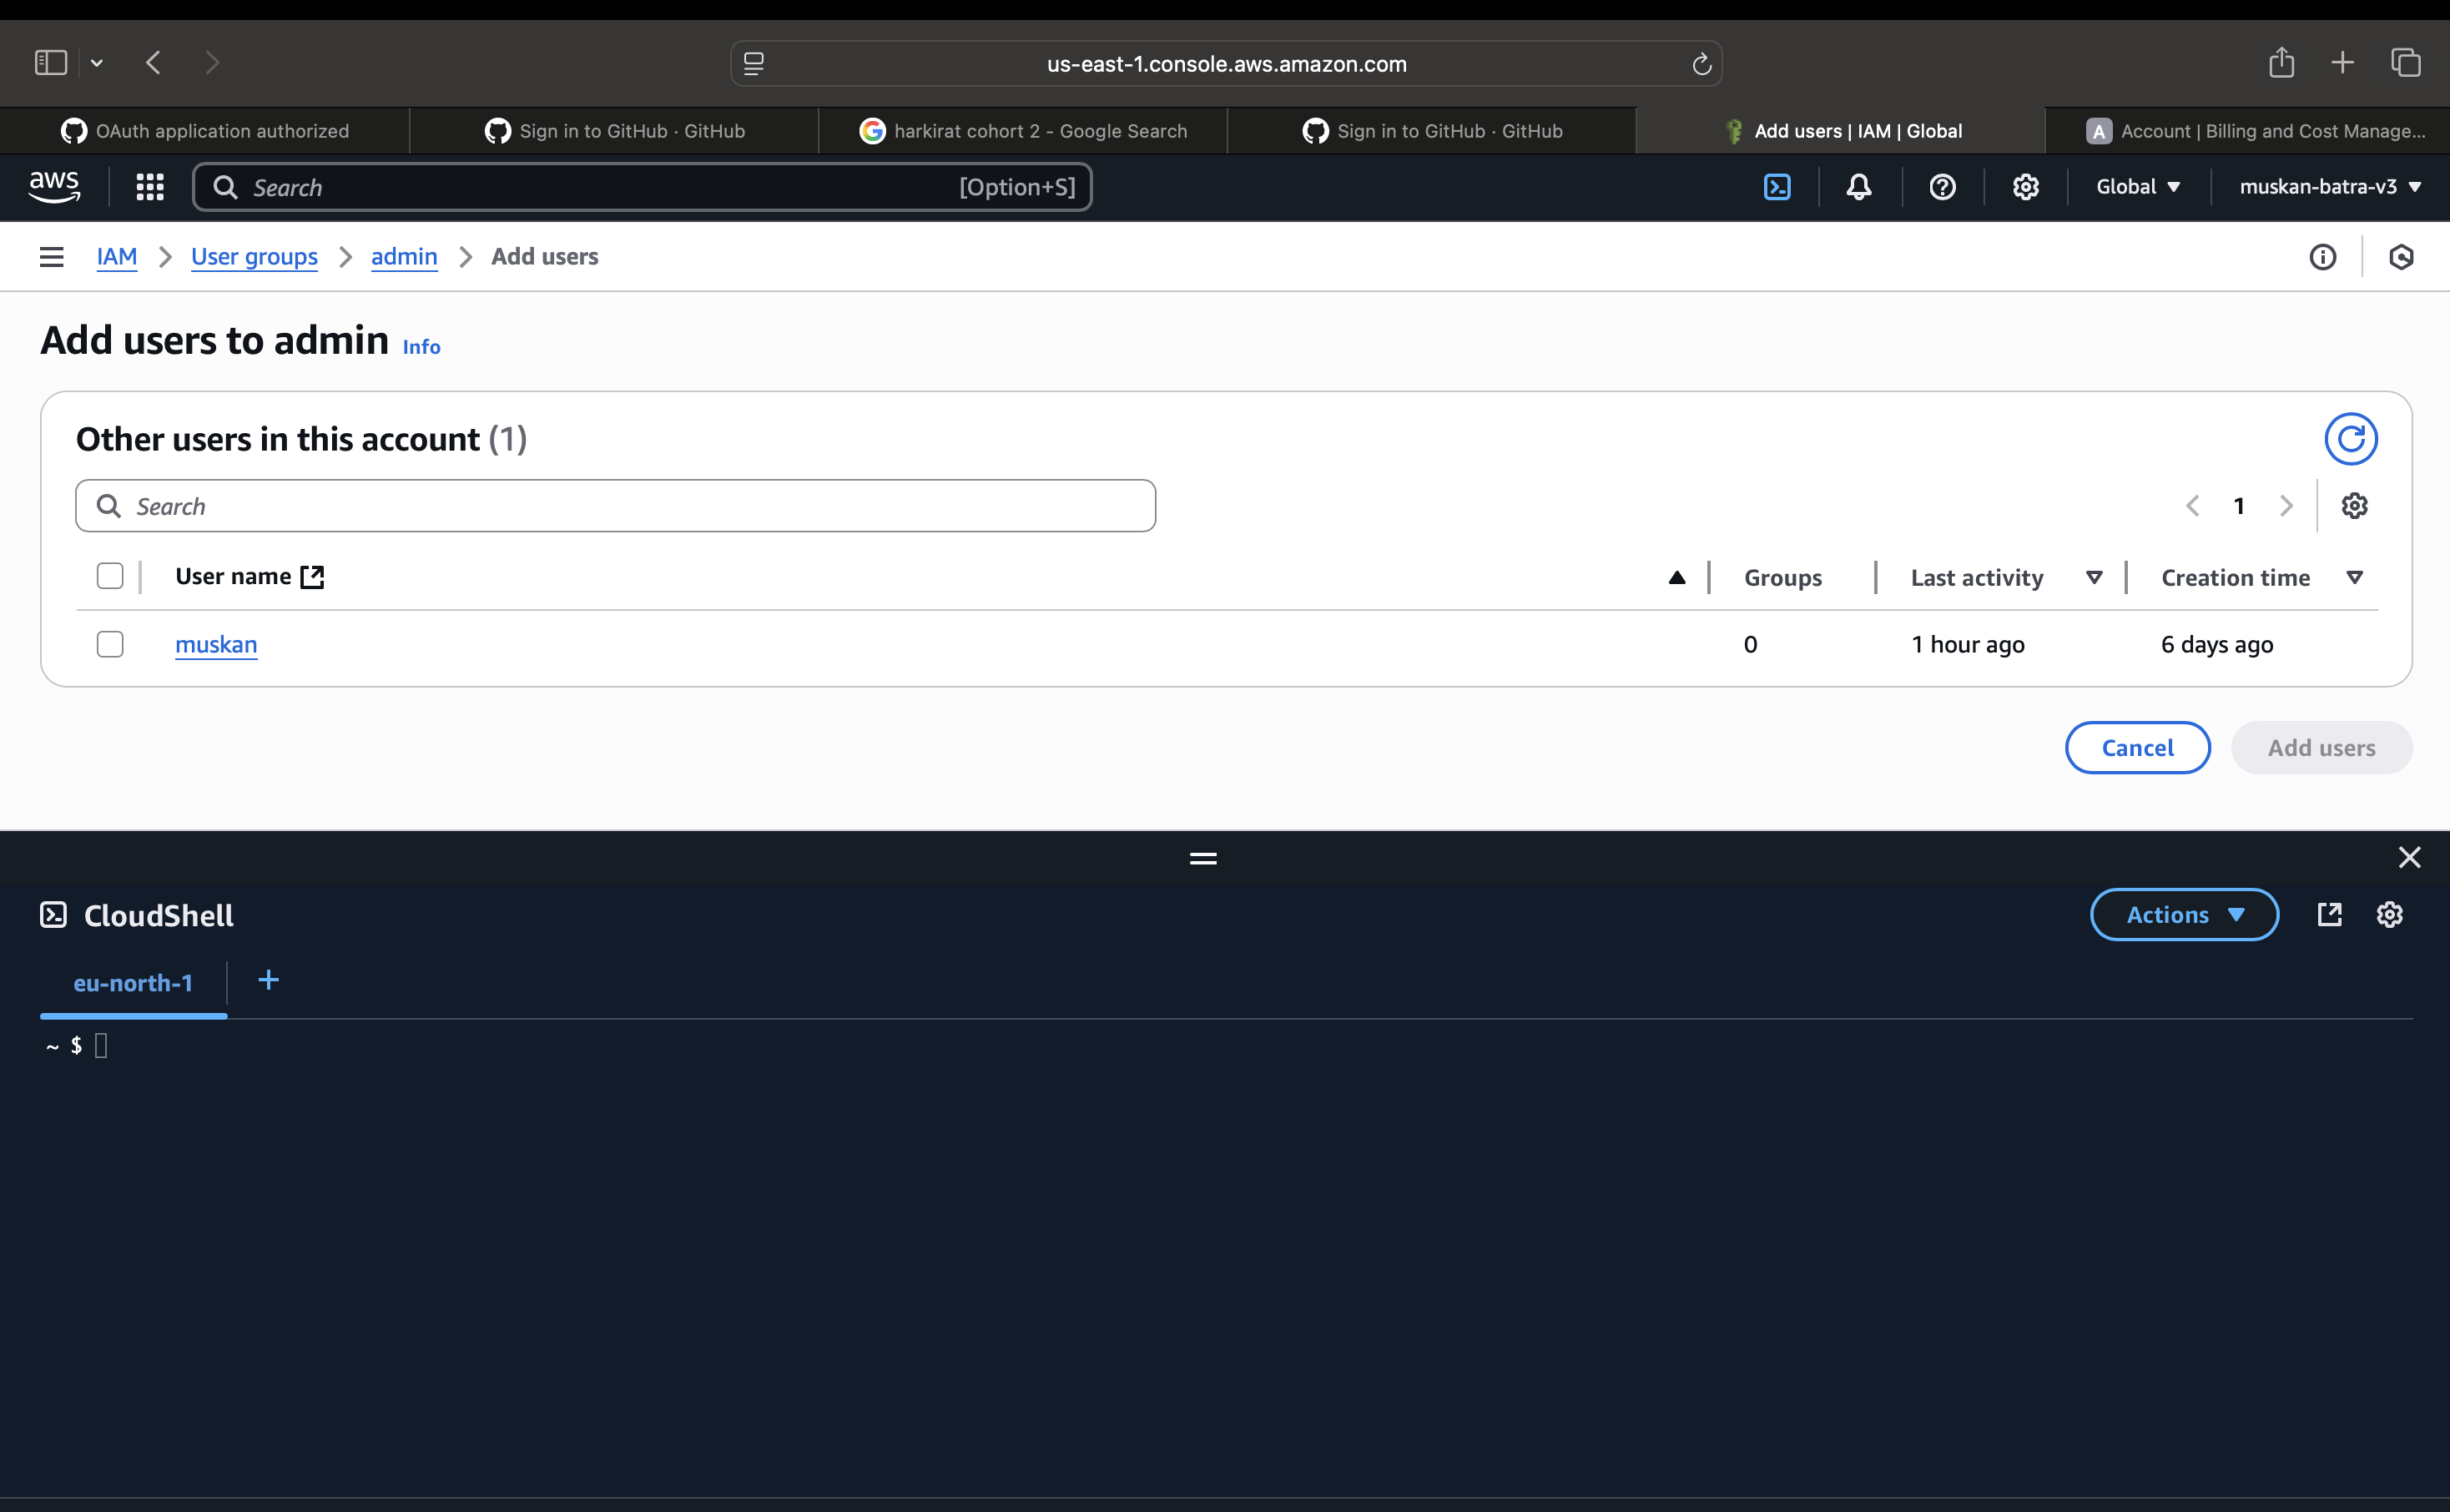 us-east-1.console.aws.amazon.com
OAuth application authorized
Sign in to GitHub · GitHub
harkirat cohort 2 - Google Search
Sign in to GitHub · GitHub
Add users | IAM | Global
A Account | Billing and Cost Manage...
aws
Search [Option+S]
Global
muskan-batra-v3
IAM > User groups > admin > Add users
Add users to admin Info
Other users in this account (1)
Search
1
User name Groups Last activity Creation time
muskan 0 1 hour ago 6 days ago
Cancel Add users
CloudShell
Actions
eu-north-1 +
~ $